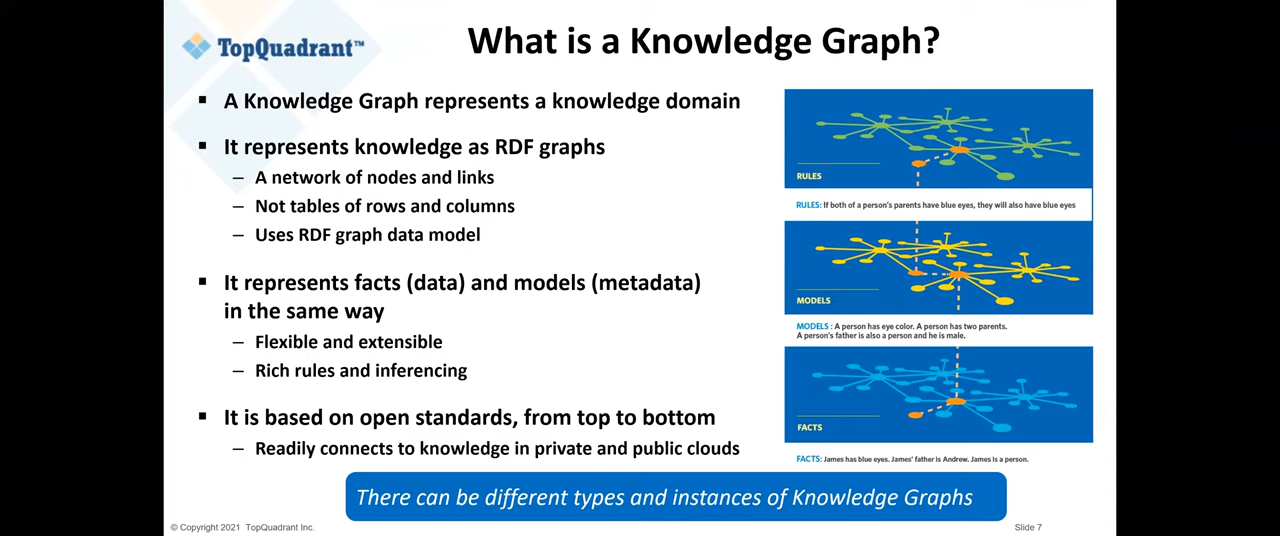 TopQuadrant™
What is a Knowledge Graph?
▪ A Knowledge Graph represents a knowledge domain
▪ It represents knowledge as RDF graphs
– A network of nodes and links
– Not tables of rows and columns
– Uses RDF graph data model
▪ It represents facts (data) and models (metadata)
in the same way
– Flexible and extensible
– Rich rules and inferencing
▪ It is based on open standards, from top to bottom
– Readily connects to knowledge in private and public clouds
RULES
RULES: If both of a person's parents have blue eyes, they will also have blue eyes
MODELS
MODELS : A person has eye color. A person has two parents.
A person's father is also a person and he is male.
FACTS
FACTS: James has blue eyes. James' father is Andrew. James is a person.
There can be different types and instances of Knowledge Graphs
© Copyright 2021 TopQuadrant Inc.
Slide 7